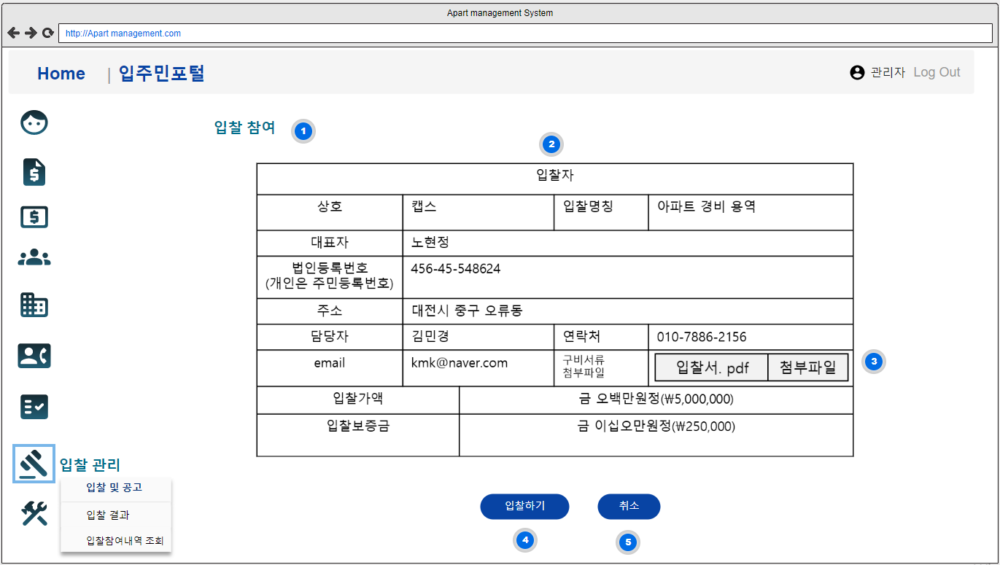 Apart management System
http://Apart management.com
Home | 입주민포털
관리자 Log Out
입찰 참여 1
2
입찰자
상호 캡스 입찰명칭 아파트 경비 용역
대표자 노현정
법인등록번호 456-45-548624
(개인은 주민등록번호)
주소 대전시 중구 오류동
담당자 김민경 연락처 010-7886-2156
email kmk@naver.com 구비서류
첨부파일
입찰서. pdf 첨부파일 3
입찰가액 금 오백만원정(₩5,000,000)
입찰보증금 금 이십오만원정(₩250,000)
입찰 관리
입찰 및 공고
입찰 결과
입찰참여내역 조회
입찰하기 취소
4 5